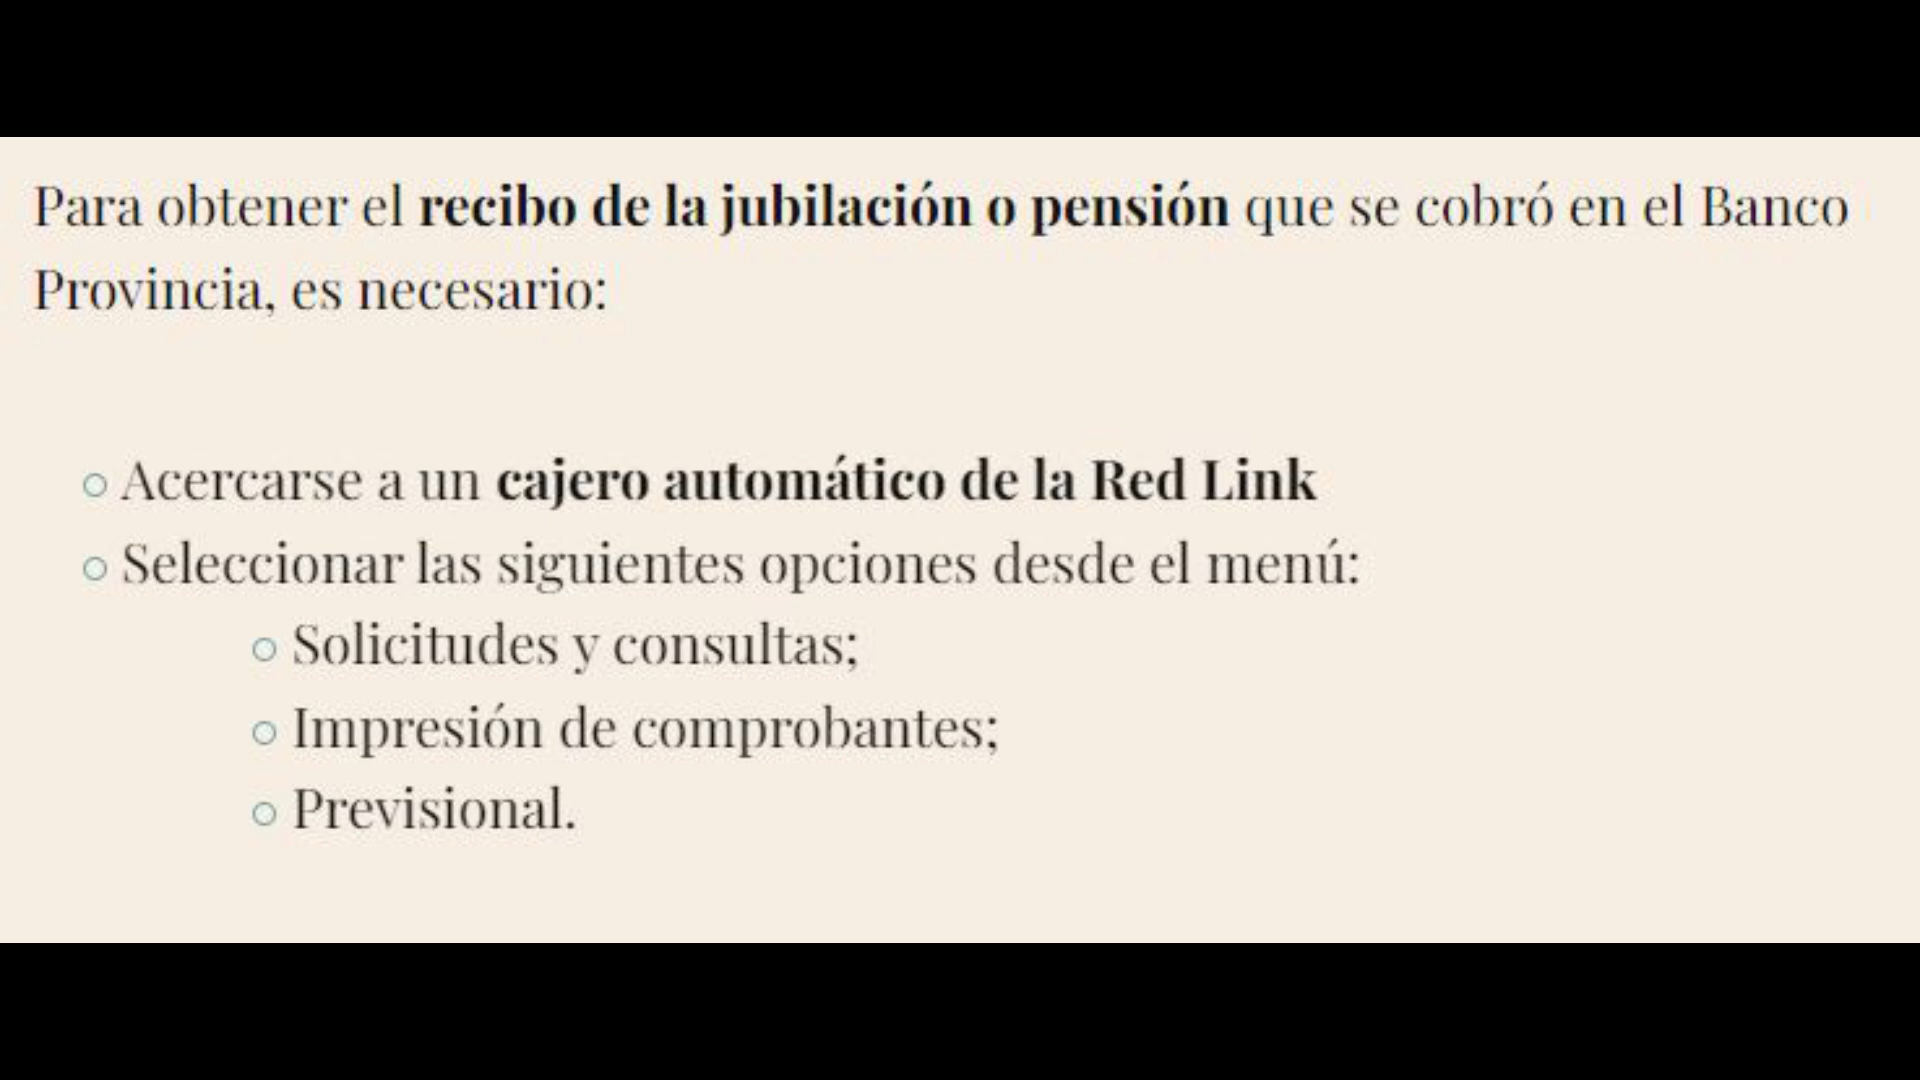 Para obtener el recibo de la jubilación o pensión que se cobró en el Banco
Provincia, es necesario:
Acercarse a un cajero automático de la Red Link
Seleccionar las siguientes opciones desde el menú:
Solicitudes y consultas;
Impresión de comprobantes;
Previsional.